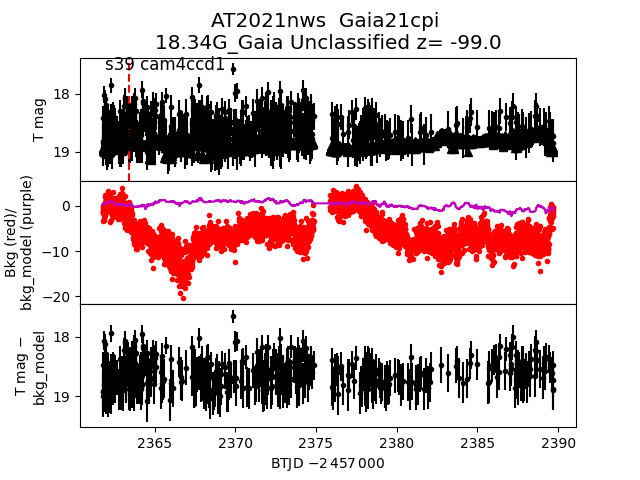 AT2021nws  Gaia21cpi
18.34G_Gaia Unclassified z= -99.0
s39 cam4ccd1
18
19
T mag
0
−10
−20
Bkg (red)/
bkg_model (purple)
18
19
T mag −
bkg_model
2365 2370 2375 2380 2385 2390
BTJD −2 457 000